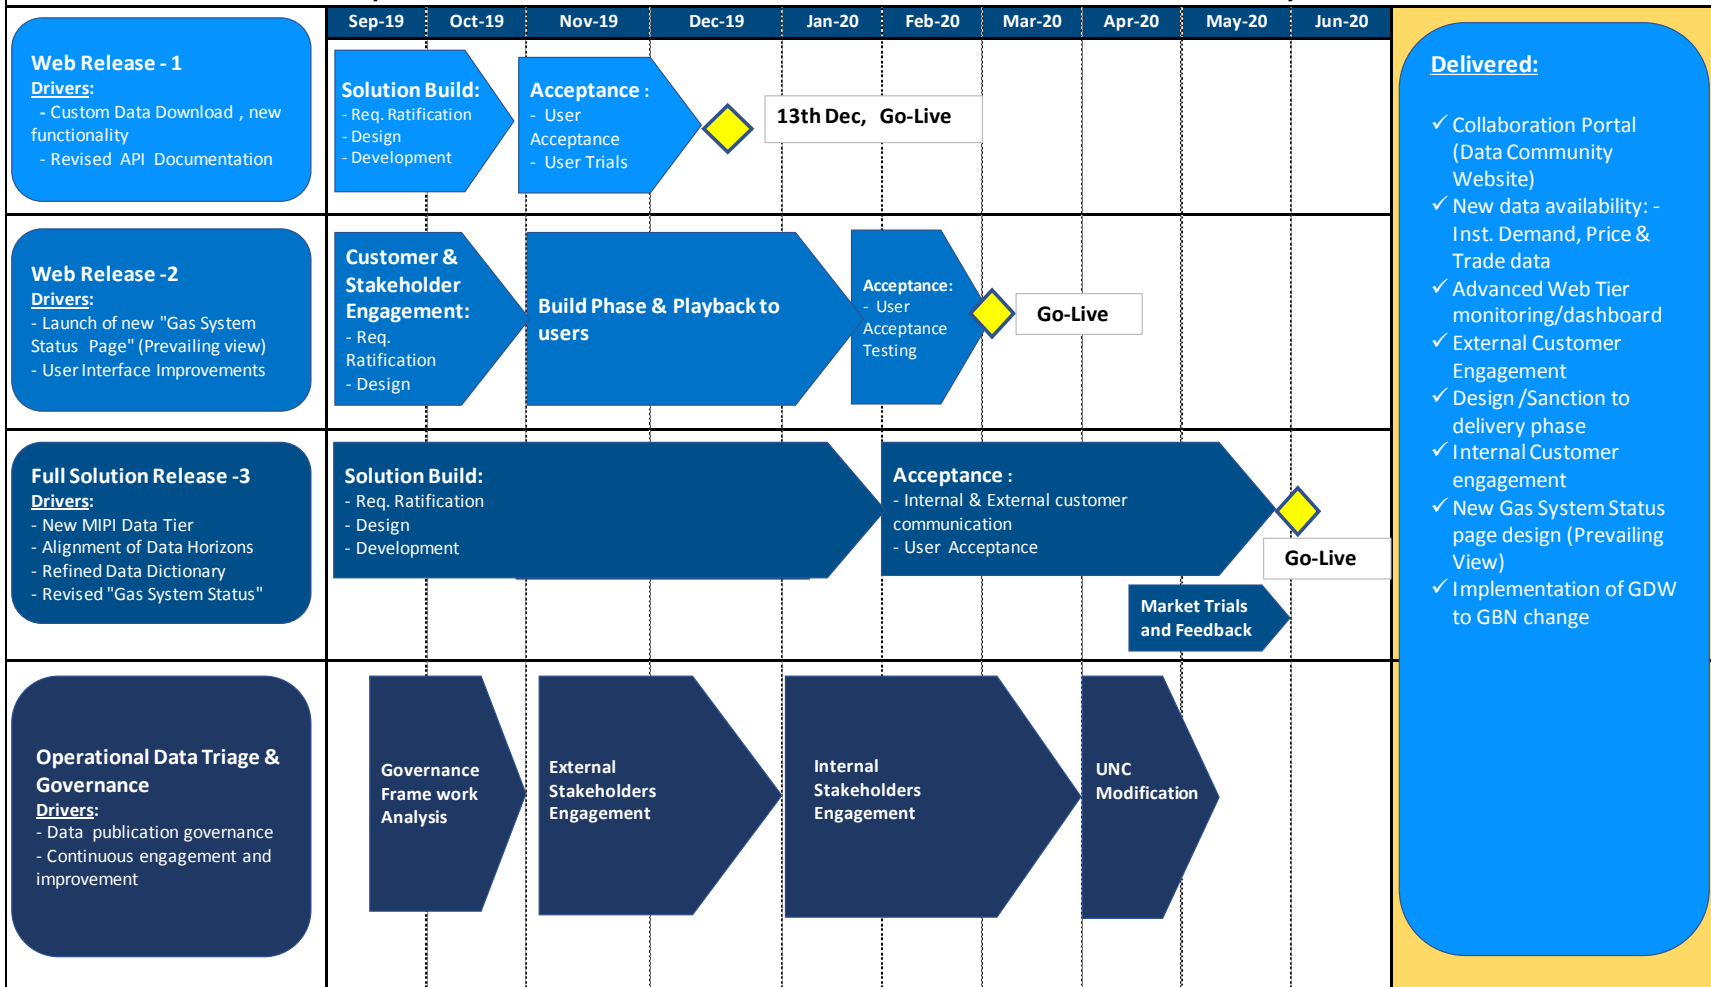 Sep-19 Oct-19 Nov-19 Dec-19 Jan-20 Feb-20 Mar-20 Apr-20 May-20 Jun-20
Web Release - 1
Drivers:
- Custom Data Download , new
functionality
- Revised API Documentation
Solution Build:
- Req. Ratification
- Design
- Development
Acceptance :
- User
Acceptance
- User Trials
13th Dec, Go-Live
Web Release -2
Drivers:
- Launch of new "Gas System
Status Page" (Prevailing view)
- User Interface Improvements
Customer &
Stakeholder
Engagement:
- Req.
Ratification
- Design
Build Phase & Playback to
users
Acceptance:
- User
Acceptance
Testing
Go-Live
Full Solution Release -3
Drivers:
- New MIPI Data Tier
- Alignment of Data Horizons
- Refined Data Dictionary
- Revised "Gas System Status"
Solution Build:
- Req. Ratification
- Design
- Development
Acceptance :
- Internal & External customer
communication
- User Acceptance
Go-Live
Market Trials
and Feedback
Operational Data Triage &
Governance
Drivers:
- Data publication governance
- Continuous engagement and
improvement
Governance
Frame work
Analysis
External
Stakeholders
Engagement
Internal
Stakeholders
Engagement
UNC
Modification
Delivered:
✓ Collaboration Portal
(Data Community
Website)
✓ New data availability: -
Inst. Demand, Price &
Trade data
✓ Advanced Web Tier
monitoring/dashboard
✓ External Customer
Engagement
✓ Design /Sanction to
delivery phase
✓ Internal Customer
engagement
✓ New Gas System Status
page design (Prevailing
View)
✓ Implementation of GDW
to GBN change